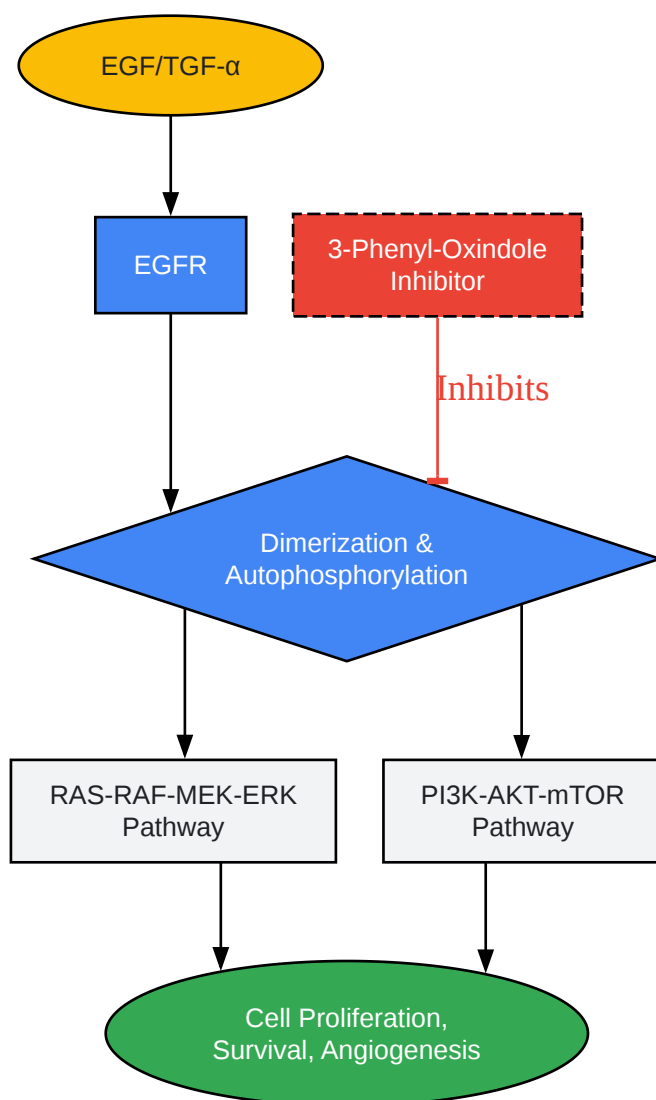 EGF/TGF-α
EGFR
3-Phenyl-Oxindole
Inhibitor
Inhibits
Dimerization &
Autophosphorylation
RAS-RAF-MEK-ERK
Pathway
PI3K-AKT-mTOR
Pathway
Cell Proliferation,
Survival, Angiogenesis